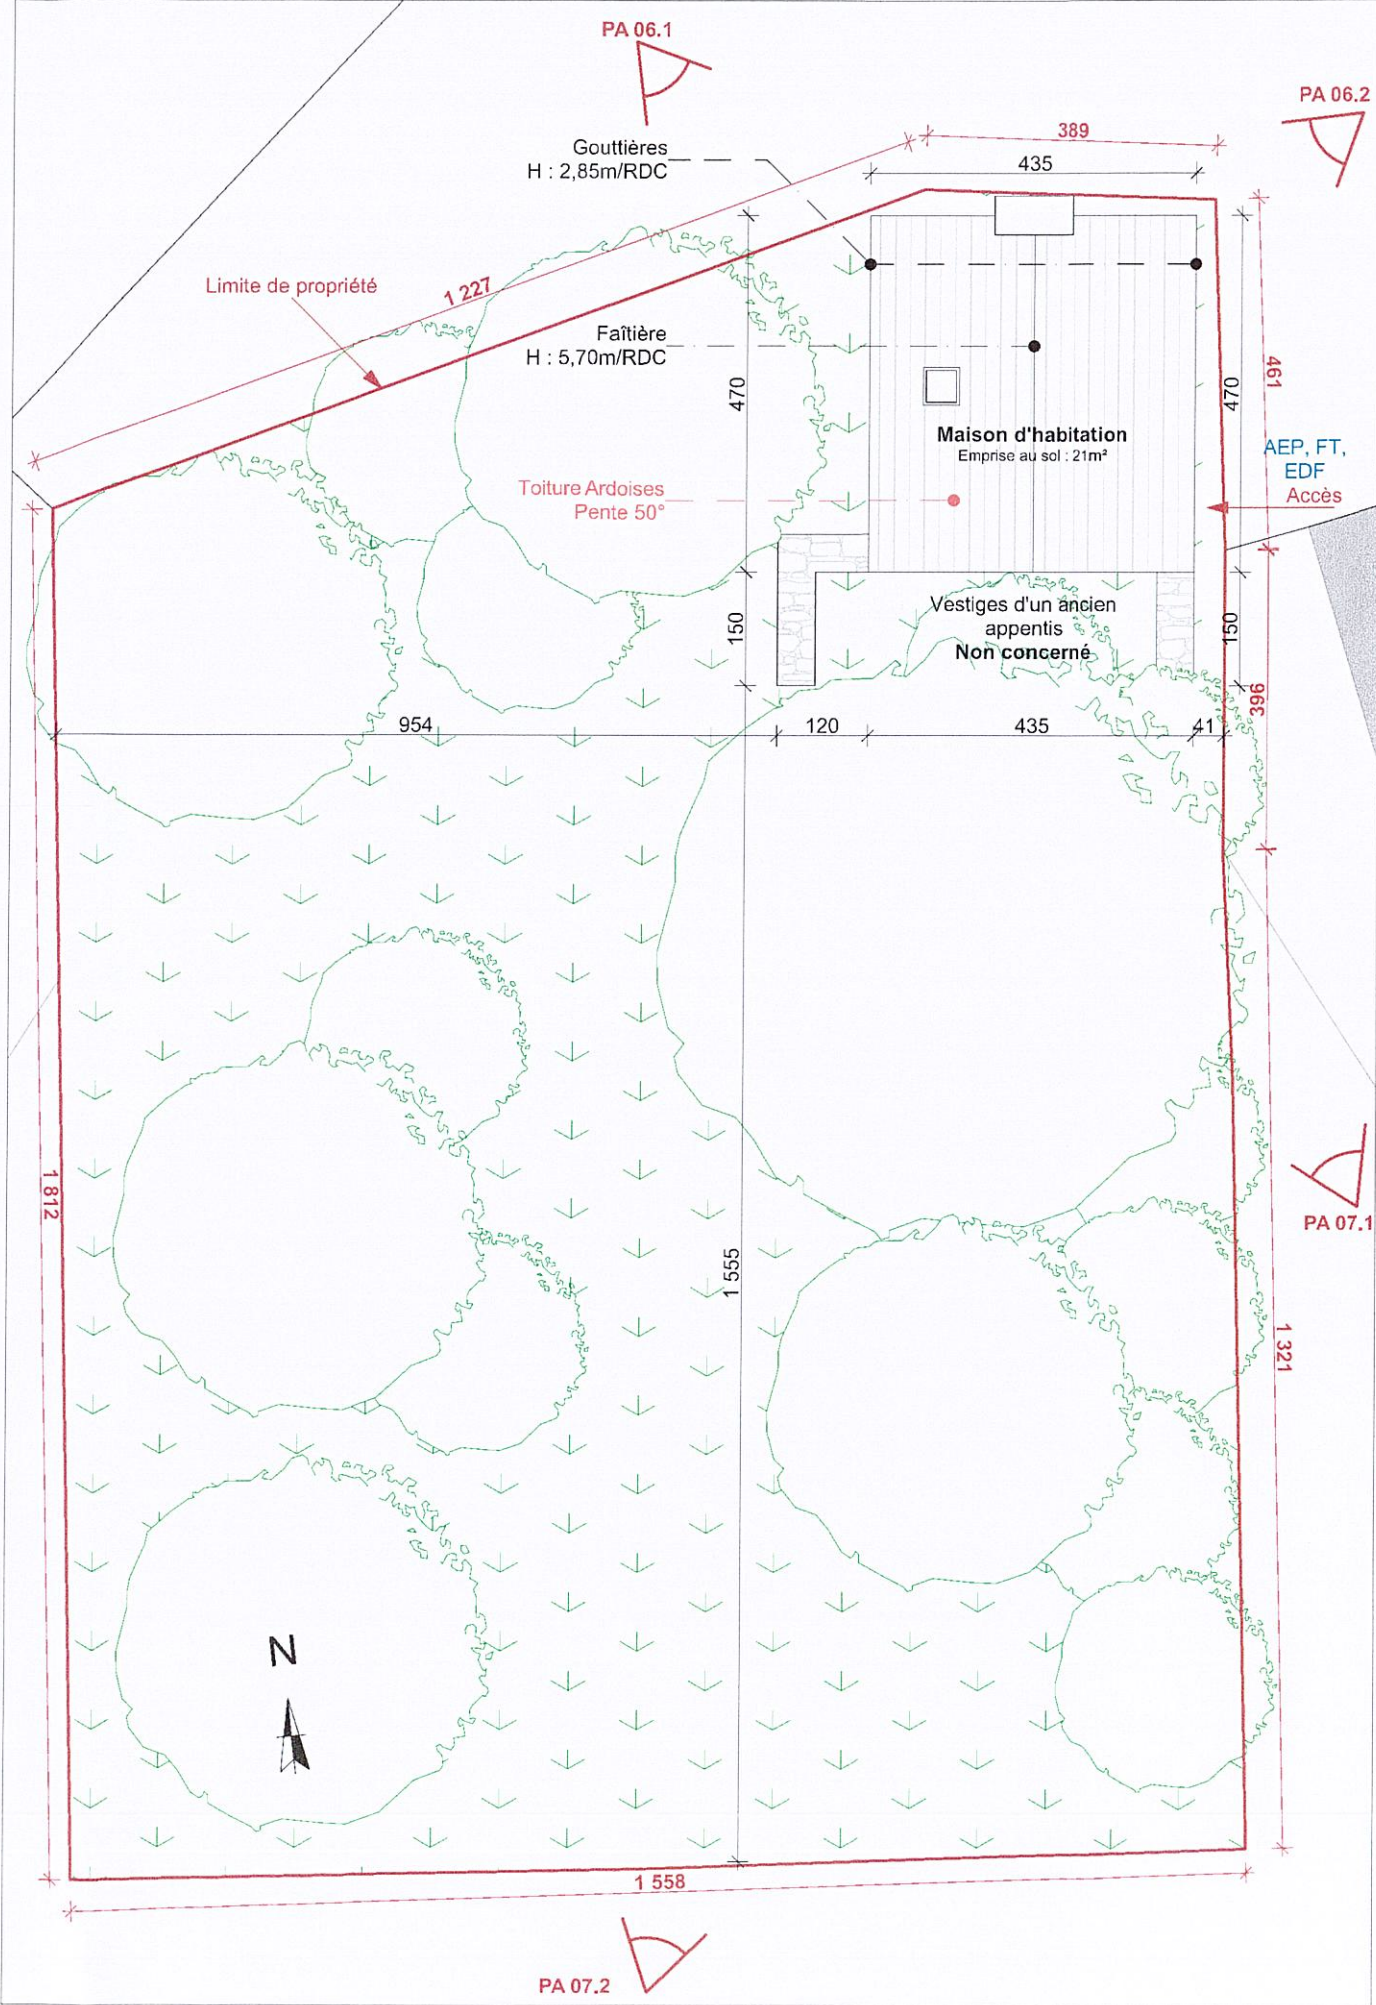 PA 06.1
PA 06.2
389
Gouttières
H : 2,85m/RDC
435
Limite de propriété
1 227
Faîtière
H : 5,70m/RDC
470
461
470
Maison d'habitation
Emprise au sol : 21m²
AEP, FT,
EDF
Accès
Toiture Ardoises
Pente 50°
150
Vestiges d'un ancien
appentis
Non concerné
150
396
954
120
435
41
1 812
PA 07.1
1 555
1 321
N
1 558
PA 07.2